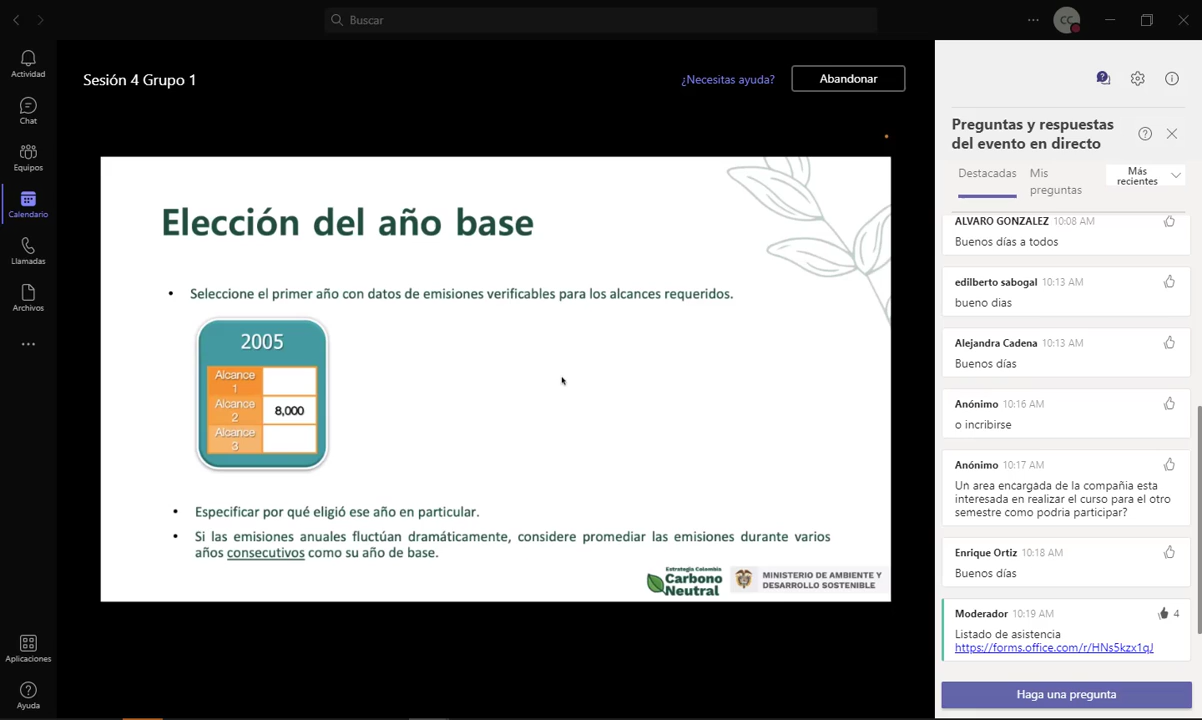 Buscar
CC
Actividad
Chat
Equipos
Calendario
Llamadas
Archivos
Aplicaciones
Ayuda
Sesión 4 Grupo 1
¿Necesitas ayuda?
Abandonar
Elección del año base
• Seleccione el primer año con datos de emisiones verificables para los alcances requeridos.
2005
Alcance
1
Alcance
2
8,000
Alcance
3
• Especificar por qué eligió ese año en particular.
• Si las emisiones anuales fluctúan dramáticamente, considere promediar las emisiones durante varios
años consecutivos como su año de base.
Estrategia Colombia
Carbono
Neutral
MINISTERIO DE AMBIENTE Y
DESARROLLO SOSTENIBLE
Preguntas y respuestas
del evento en directo
Destacadas
Mis
preguntas
Más
recientes
ALVARO GONZALEZ 10:08 AM
Buenos días a todos
edilberto sabogal 10:13 AM
bueno dias
Alejandra Cadena 10:13 AM
Buenos días
Anónimo 10:16 AM
o incribirse
Anónimo 10:17 AM
Un area encargada de la compañia esta
interesada en realizar el curso para el otro
semestre como podria participar?
Enrique Ortiz 10:18 AM
Buenos días
Moderador 10:19 AM 4
Listado de asistencia
https://forms.office.com/r/HNs5kzx1qJ
Haga una pregunta